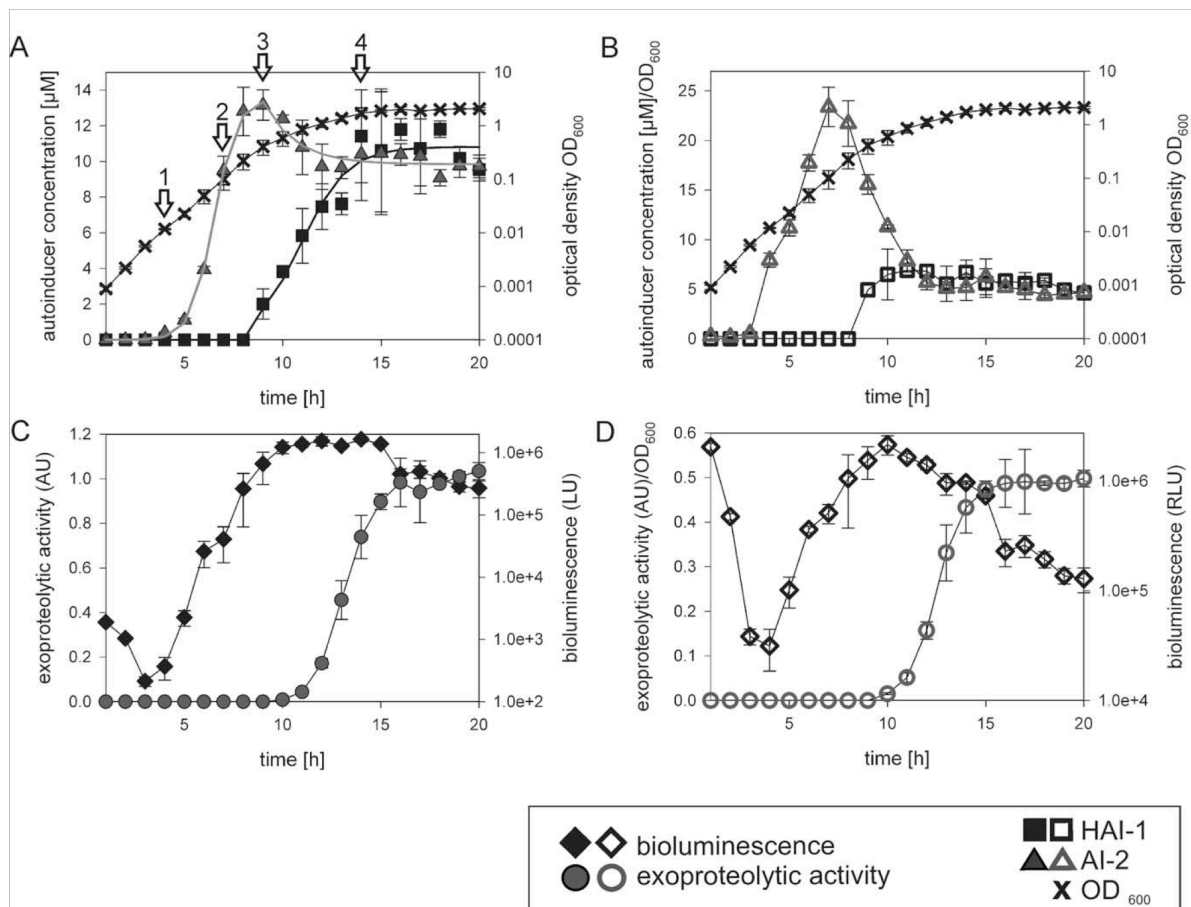 A
1
2
3
4
autoinducer concentration [µM]
16
14
12
10
8
6
4
2
0
10
1
0.1
0.01
0.001
0.0001
optical density OD600
5
10
15
20
time [h]
B
autoinducer concentration [µM]/OD600
25
20
15
10
5
0
10
1
0.1
0.01
0.001
0.0001
optical density OD600
5
10
15
20
time [h]
C
exoproteolytic activity (AU)
1.2
1.0
0.8
0.6
0.4
0.2
0.0
1.0e+6
1.0e+5
1.0e+4
1.0e+3
1.0e+2
bioluminescence (LU)
5
10
15
20
time [h]
D
exoproteolytic activity (AU)/OD600
0.6
0.5
0.4
0.3
0.2
0.1
0.0
1.0e+6
1.0e+5
1.0e+4
bioluminescence (RLU)
5
10
15
20
time [h]
bioluminescence
exoproteolytic activity
HAI-1
AI-2
OD 600